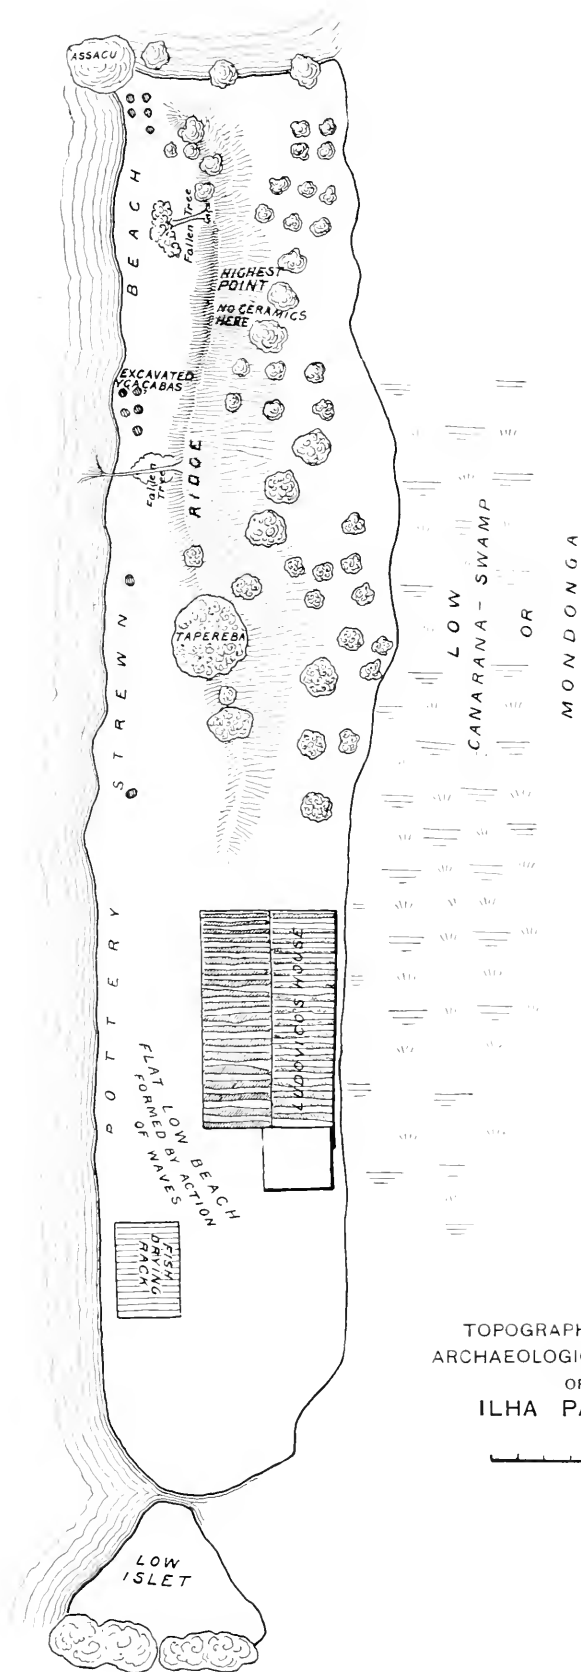 ASSACU
POTTERY STREWN BEACH
Fallen Tree
HIGHEST
POINT
NO CERAMICS
HERE
EXCAVATED
YGACABAS
RIDGE
Fallen
Tree
TAPEREBA
LOW
CANARANA-SWAMP
OR
MONDONGA
LUDOVICO'S HOUSE
FLAT LOW BEACH
FORMED BY ACTION
OF WAVES
FISH
DRYING
RACK
TOPOGRAPH
ARCHAEOLOGIC
OF
ILHA PA
LOW
ISLET